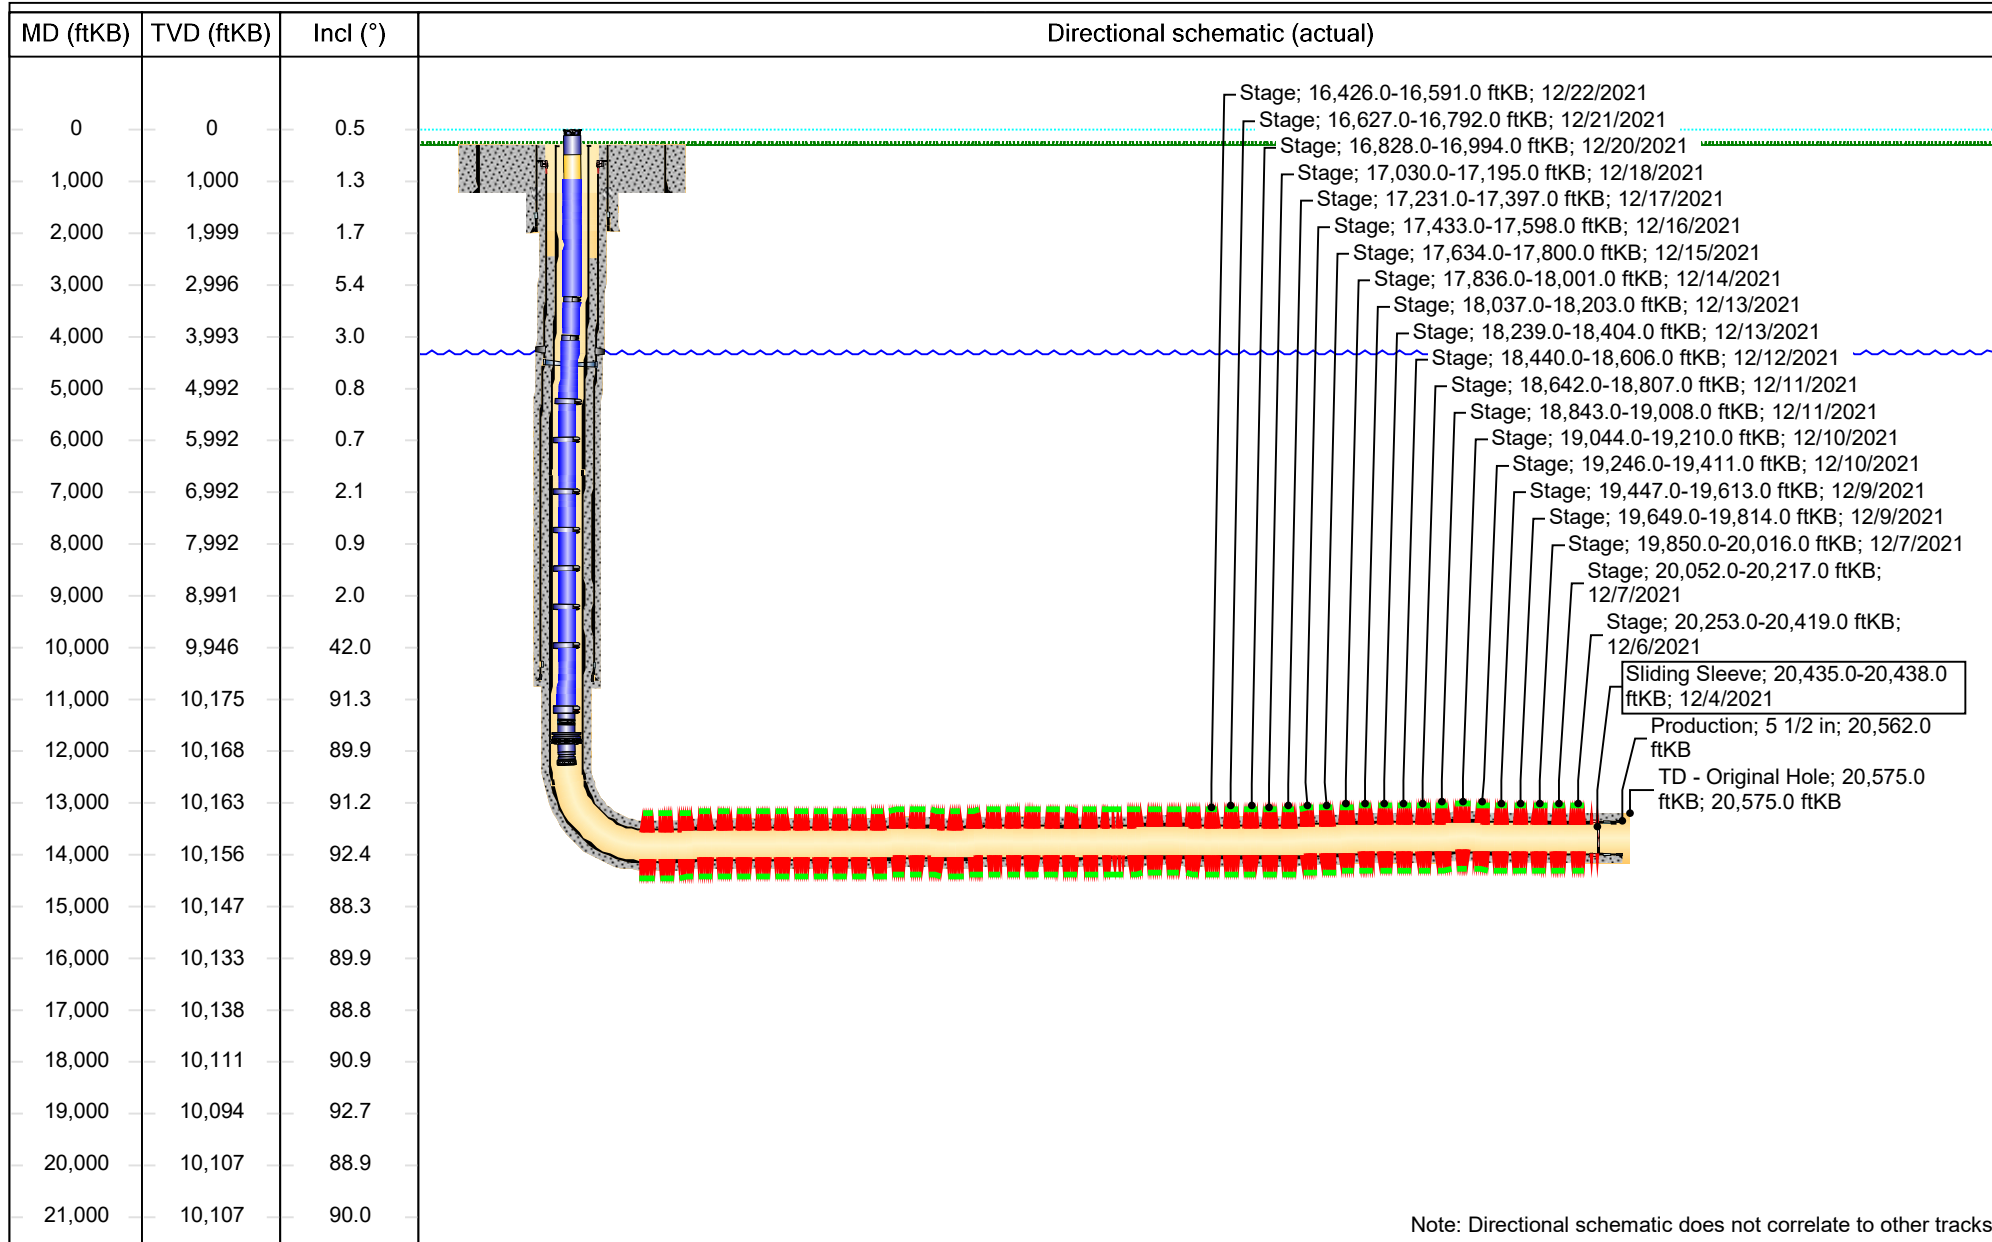 MD (ftKB) TVD (ftKB) Incl (°) Directional schematic (actual)
0 0 0.5
1,000 1,000 1.3
2,000 1,999 1.7
3,000 2,996 5.4
4,000 3,993 3.0
5,000 4,992 0.8
6,000 5,992 0.7
7,000 6,992 2.1
8,000 7,992 0.9
9,000 8,991 2.0
10,000 9,946 42.0
11,000 10,175 91.3
12,000 10,168 89.9
13,000 10,163 91.2
14,000 10,156 92.4
15,000 10,147 88.3
16,000 10,133 89.9
17,000 10,138 88.8
18,000 10,111 90.9
19,000 10,094 92.7
20,000 10,107 88.9
21,000 10,107 90.0
Stage; 16,426.0-16,591.0 ftKB; 12/22/2021
Stage; 16,627.0-16,792.0 ftKB; 12/21/2021
Stage; 16,828.0-16,994.0 ftKB; 12/20/2021
Stage; 17,030.0-17,195.0 ftKB; 12/18/2021
Stage; 17,231.0-17,397.0 ftKB; 12/17/2021
Stage; 17,433.0-17,598.0 ftKB; 12/16/2021
Stage; 17,634.0-17,800.0 ftKB; 12/15/2021
Stage; 17,836.0-18,001.0 ftKB; 12/14/2021
Stage; 18,037.0-18,203.0 ftKB; 12/13/2021
Stage; 18,239.0-18,404.0 ftKB; 12/13/2021
Stage; 18,440.0-18,606.0 ftKB; 12/12/2021
Stage; 18,642.0-18,807.0 ftKB; 12/11/2021
Stage; 18,843.0-19,008.0 ftKB; 12/11/2021
Stage; 19,044.0-19,210.0 ftKB; 12/10/2021
Stage; 19,246.0-19,411.0 ftKB; 12/10/2021
Stage; 19,447.0-19,613.0 ftKB; 12/9/2021
Stage; 19,649.0-19,814.0 ftKB; 12/9/2021
Stage; 19,850.0-20,016.0 ftKB; 12/7/2021
Stage; 20,052.0-20,217.0 ftKB;
12/7/2021
Stage; 20,253.0-20,419.0 ftKB;
12/6/2021
Sliding Sleeve; 20,435.0-20,438.0
ftKB; 12/4/2021
Production; 5 1/2 in; 20,562.0
ftKB
TD - Original Hole; 20,575.0
ftKB; 20,575.0 ftKB
Note: Directional schematic does not correlate to other tracks